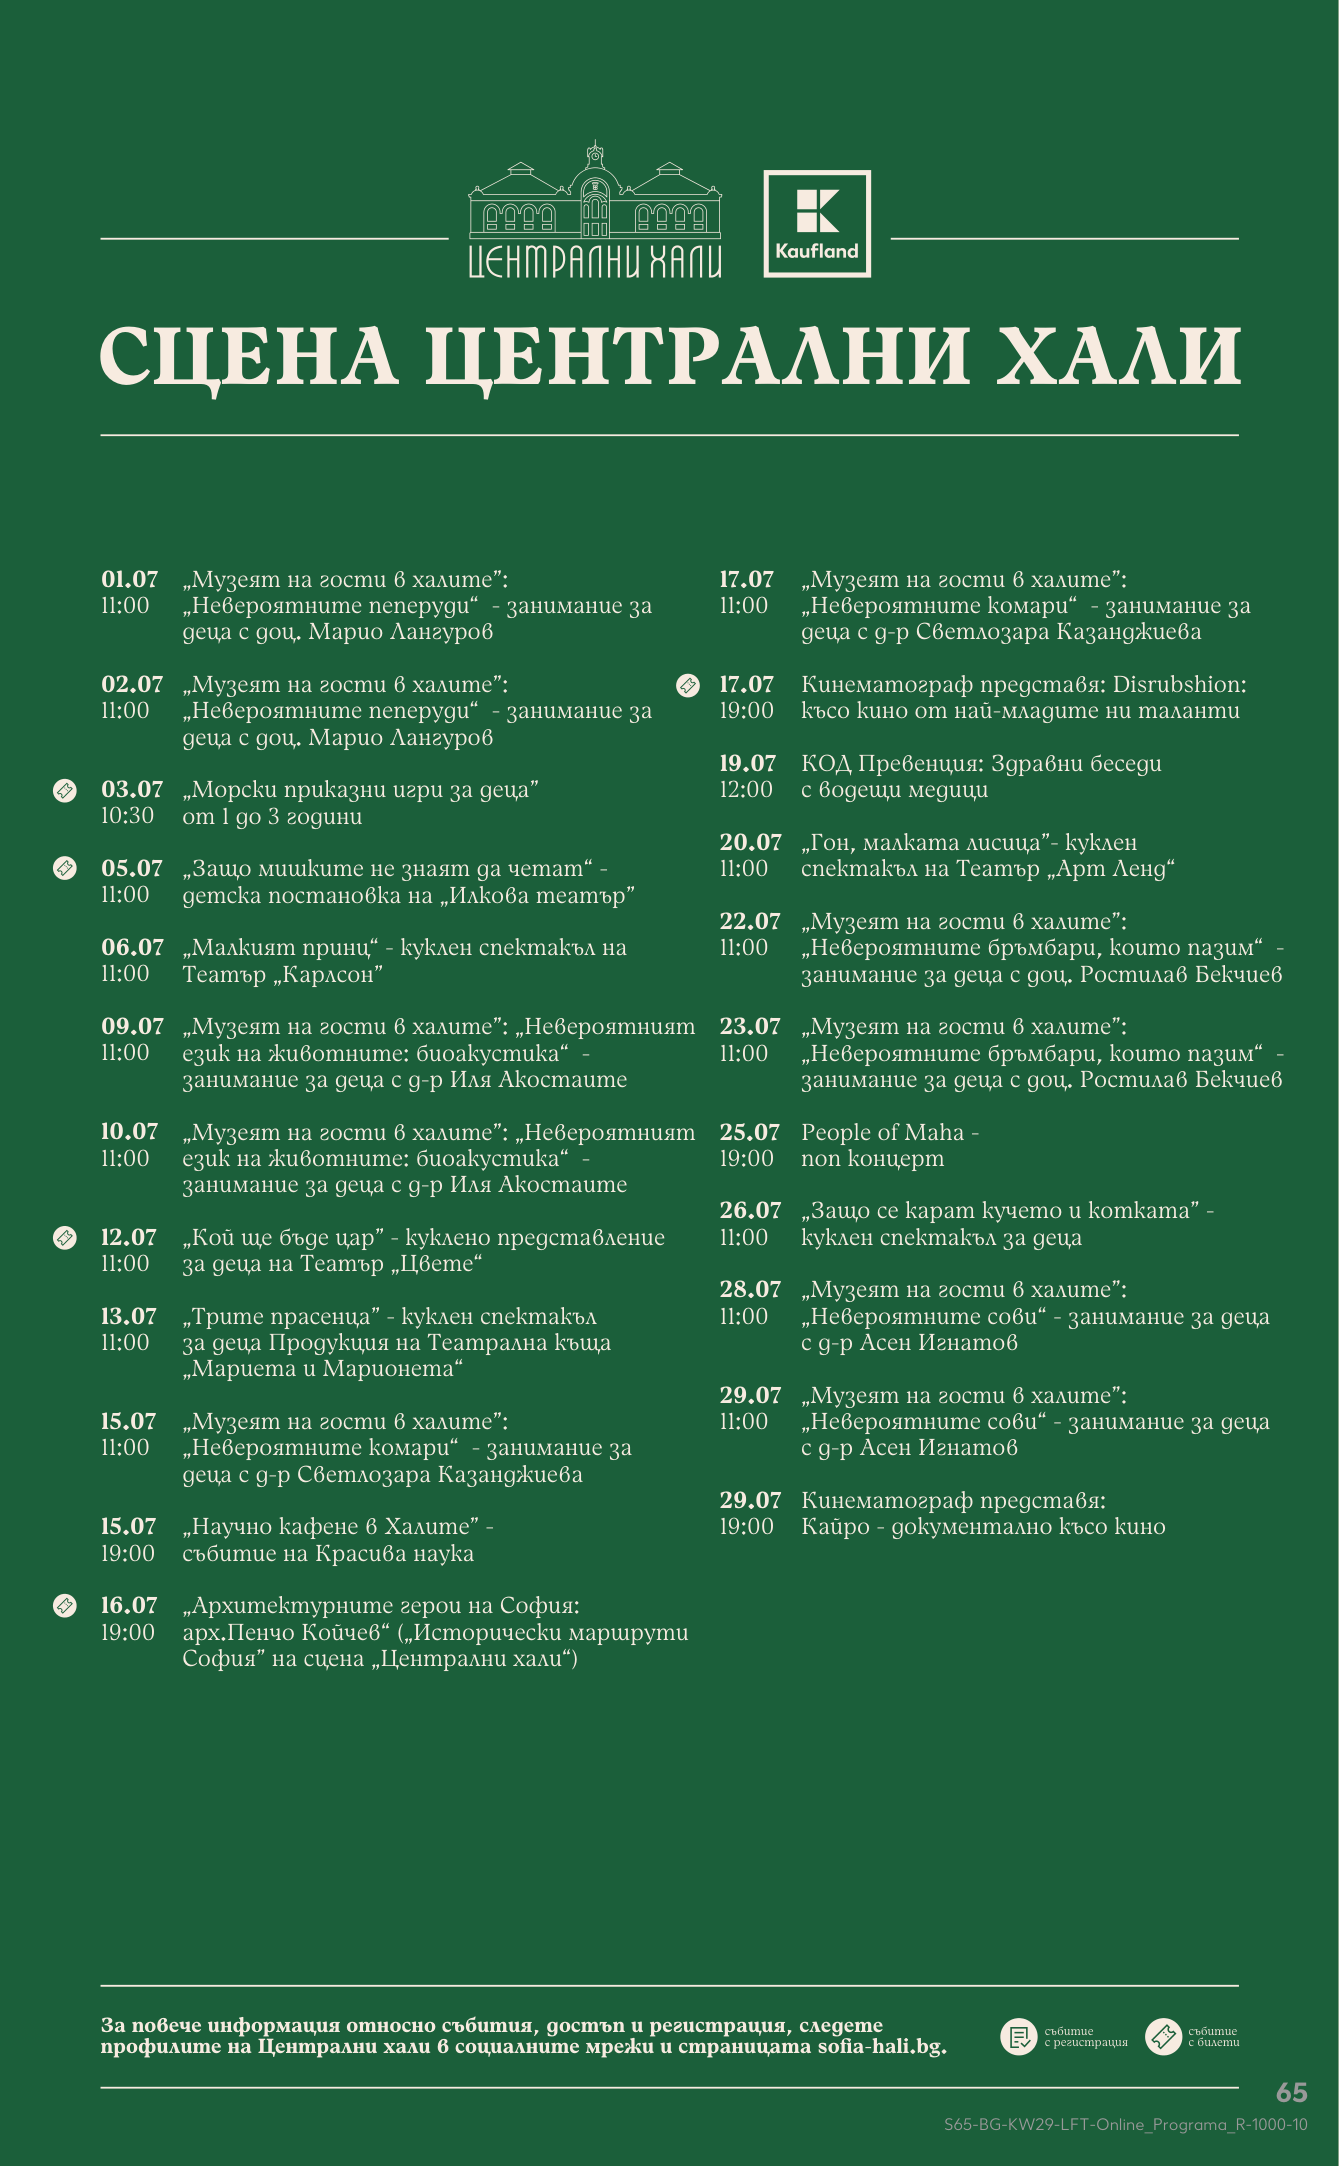 ЦЕНТРАЛНИ ХАЛИ
Kaufland
СЦЕНА ЦЕНТРАЛНИ ХАЛИ
01.07 „Музеят на гости в халите”:
11:00 „Невероятните пеперуди“ - занимание за
деца с доц. Марио Лангуров
02.07 „Музеят на гости в халите”:
11:00 „Невероятните пеперуди“ - занимание за
деца с доц. Марио Лангуров
03.07 „Морски приказни игри за деца”
10:30 от 1 до 3 години
05.07 „Защо мишките не знаят да четат“ -
11:00 детска постановка на „Илкова театър”
06.07 „Малкият принц“ - куклен спектакъл на
11:00 Театър „Карлсон”
09.07 „Музеят на гости в халите”: „Невероятният
11:00 език на животните: биоакустика“ -
занимание за деца с д-р Иля Акостаите
10.07 „Музеят на гости в халите”: „Невероятният
11:00 език на животните: биоакустика“ -
занимание за деца с д-р Иля Акостаите
12.07 „Кой ще бъде цар” - куклено представление
11:00 за деца на Театър „Цвете“
13.07 „Трите прасенца” - куклен спектакъл
11:00 за деца Продукция на Театрална къща
„Мариета и Марионета“
15.07 „Музеят на гости в халите”:
11:00 „Невероятните комари“ - занимание за
деца с д-р Светлозара Казанджиева
15.07 „Научно кафене в Халите” -
19:00 събитие на Красива наука
16.07 „Архитектурните герои на София:
19:00 арх.Пенчо Койчев“ („Исторически маршрути
София” на сцена „Централни хали“)
17.07 „Музеят на гости в халите”:
11:00 „Невероятните комари“ - занимание за
деца с д-р Светлозара Казанджиева
17.07 Кинематограф представя: Disrubshion:
19:00 късо кино от най-младите ни таланти
19.07 КОД Превенция: Здравни беседи
12:00 с водещи медици
20.07 „Гон, малката лисица”- куклен
11:00 спектакъл на Театър „Арт Ленд“
22.07 „Музеят на гости в халите”:
11:00 „Невероятните бръмбари, които пазим“ -
занимание за деца с доц. Ростилав Бекчиев
23.07 „Музеят на гости в халите”:
11:00 „Невероятните бръмбари, които пазим“ -
занимание за деца с доц. Ростилав Бекчиев
25.07 People of Maha -
19:00 поп концерт
26.07 „Защо се карат кучето и котката” -
11:00 куклен спектакъл за деца
28.07 „Музеят на гости в халите”:
11:00 „Невероятните сови“ - занимание за деца
с д-р Асен Игнатов
29.07 „Музеят на гости в халите”:
11:00 „Невероятните сови“ - занимание за деца
с д-р Асен Игнатов
29.07 Кинематограф представя:
19:00 Кайро - документално късо кино
За повече информация относно събития, достъп и регистрация, следете
профилите на Централни хали в социалните мрежи и страницата sofia-hali.bg.
събитие
с регистрация
събитие
с билети
65
S65-BG-KW29-LFT-Online_Programa_R-1000-10